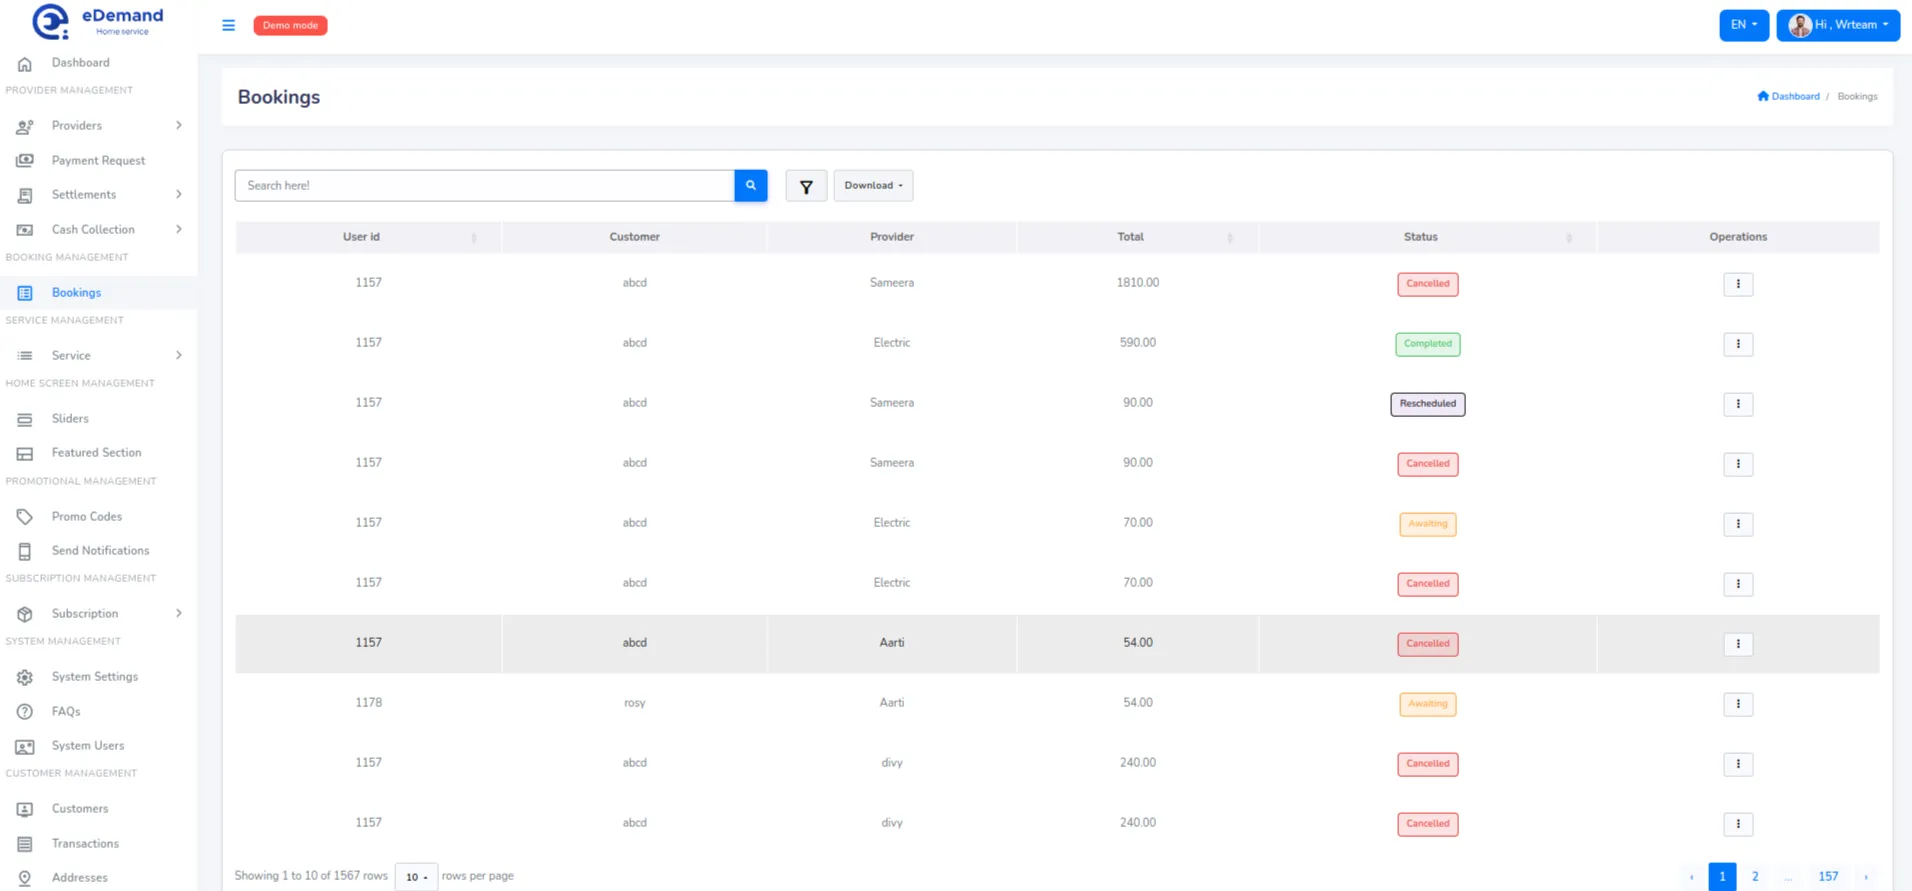 eDemand
Home service
Demo mode
EN
Hi , Wrteam
Dashboard
PROVIDER MANAGEMENT
Providers
Payment Request
Settlements
Cash Collection
BOOKING MANAGEMENT
Bookings
SERVICE MANAGEMENT
Service
HOME SCREEN MANAGEMENT
Sliders
Featured Section
PROMOTIONAL MANAGEMENT
Promo Codes
Send Notifications
SUBSCRIPTION MANAGEMENT
Subscription
SYSTEM MANAGEMENT
System Settings
FAQs
System Users
CUSTOMER MANAGEMENT
Customers
Transactions
Addresses
Bookings
Dashboard / Bookings
Search here!
Download
User id Customer Provider Total Status Operations
1157 abcd Sameera 1810.00 Cancelled
1157 abcd Electric 590.00 Completed
1157 abcd Sameera 90.00 Rescheduled
1157 abcd Sameera 90.00 Cancelled
1157 abcd Electric 70.00 Awaiting
1157 abcd Electric 70.00 Cancelled
1157 abcd Aarti 54.00 Cancelled
1178 rosy Aarti 54.00 Awaiting
1157 abcd divy 240.00 Cancelled
1157 abcd divy 240.00 Cancelled
Showing 1 to 10 of 1567 rows 10 rows per page
‹ 1 2 ... 157 ›